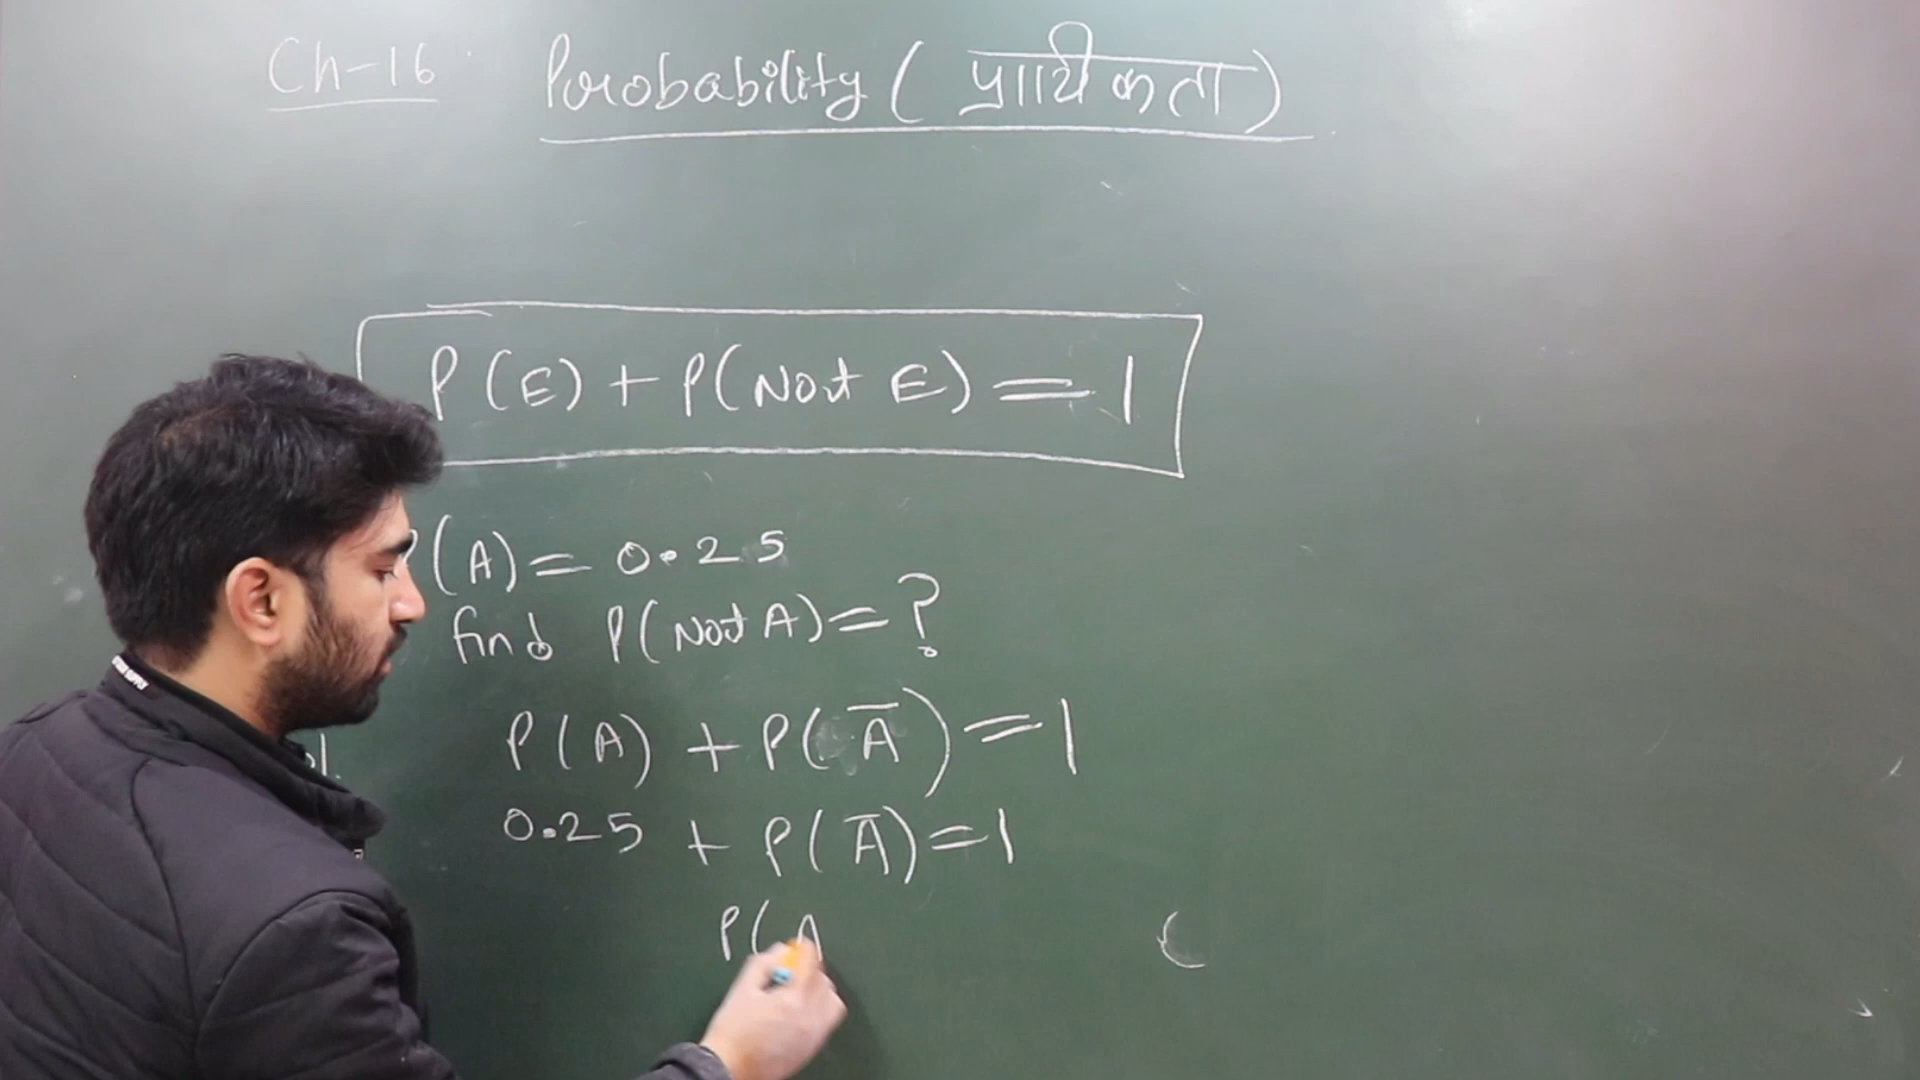 Ch-16 Probability ( प्रायिकता )
P(E) + P(Not E) = 1
P(A) = 0.25
find P(Not A) = ?
P(A) + P(A̅) = 1
0.25 + P(A̅) = 1
P(A